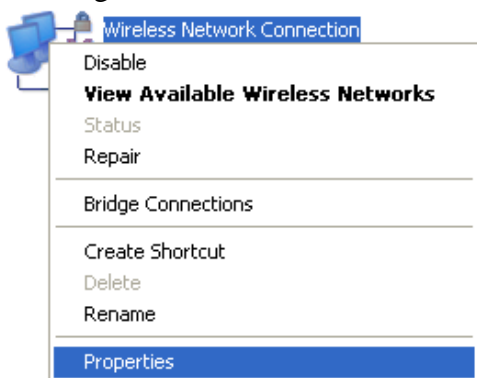 Wireless Network Connection
Disable
View Available Wireless Networks
Status
Repair
Bridge Connections
Create Shortcut
Delete
Rename
Properties